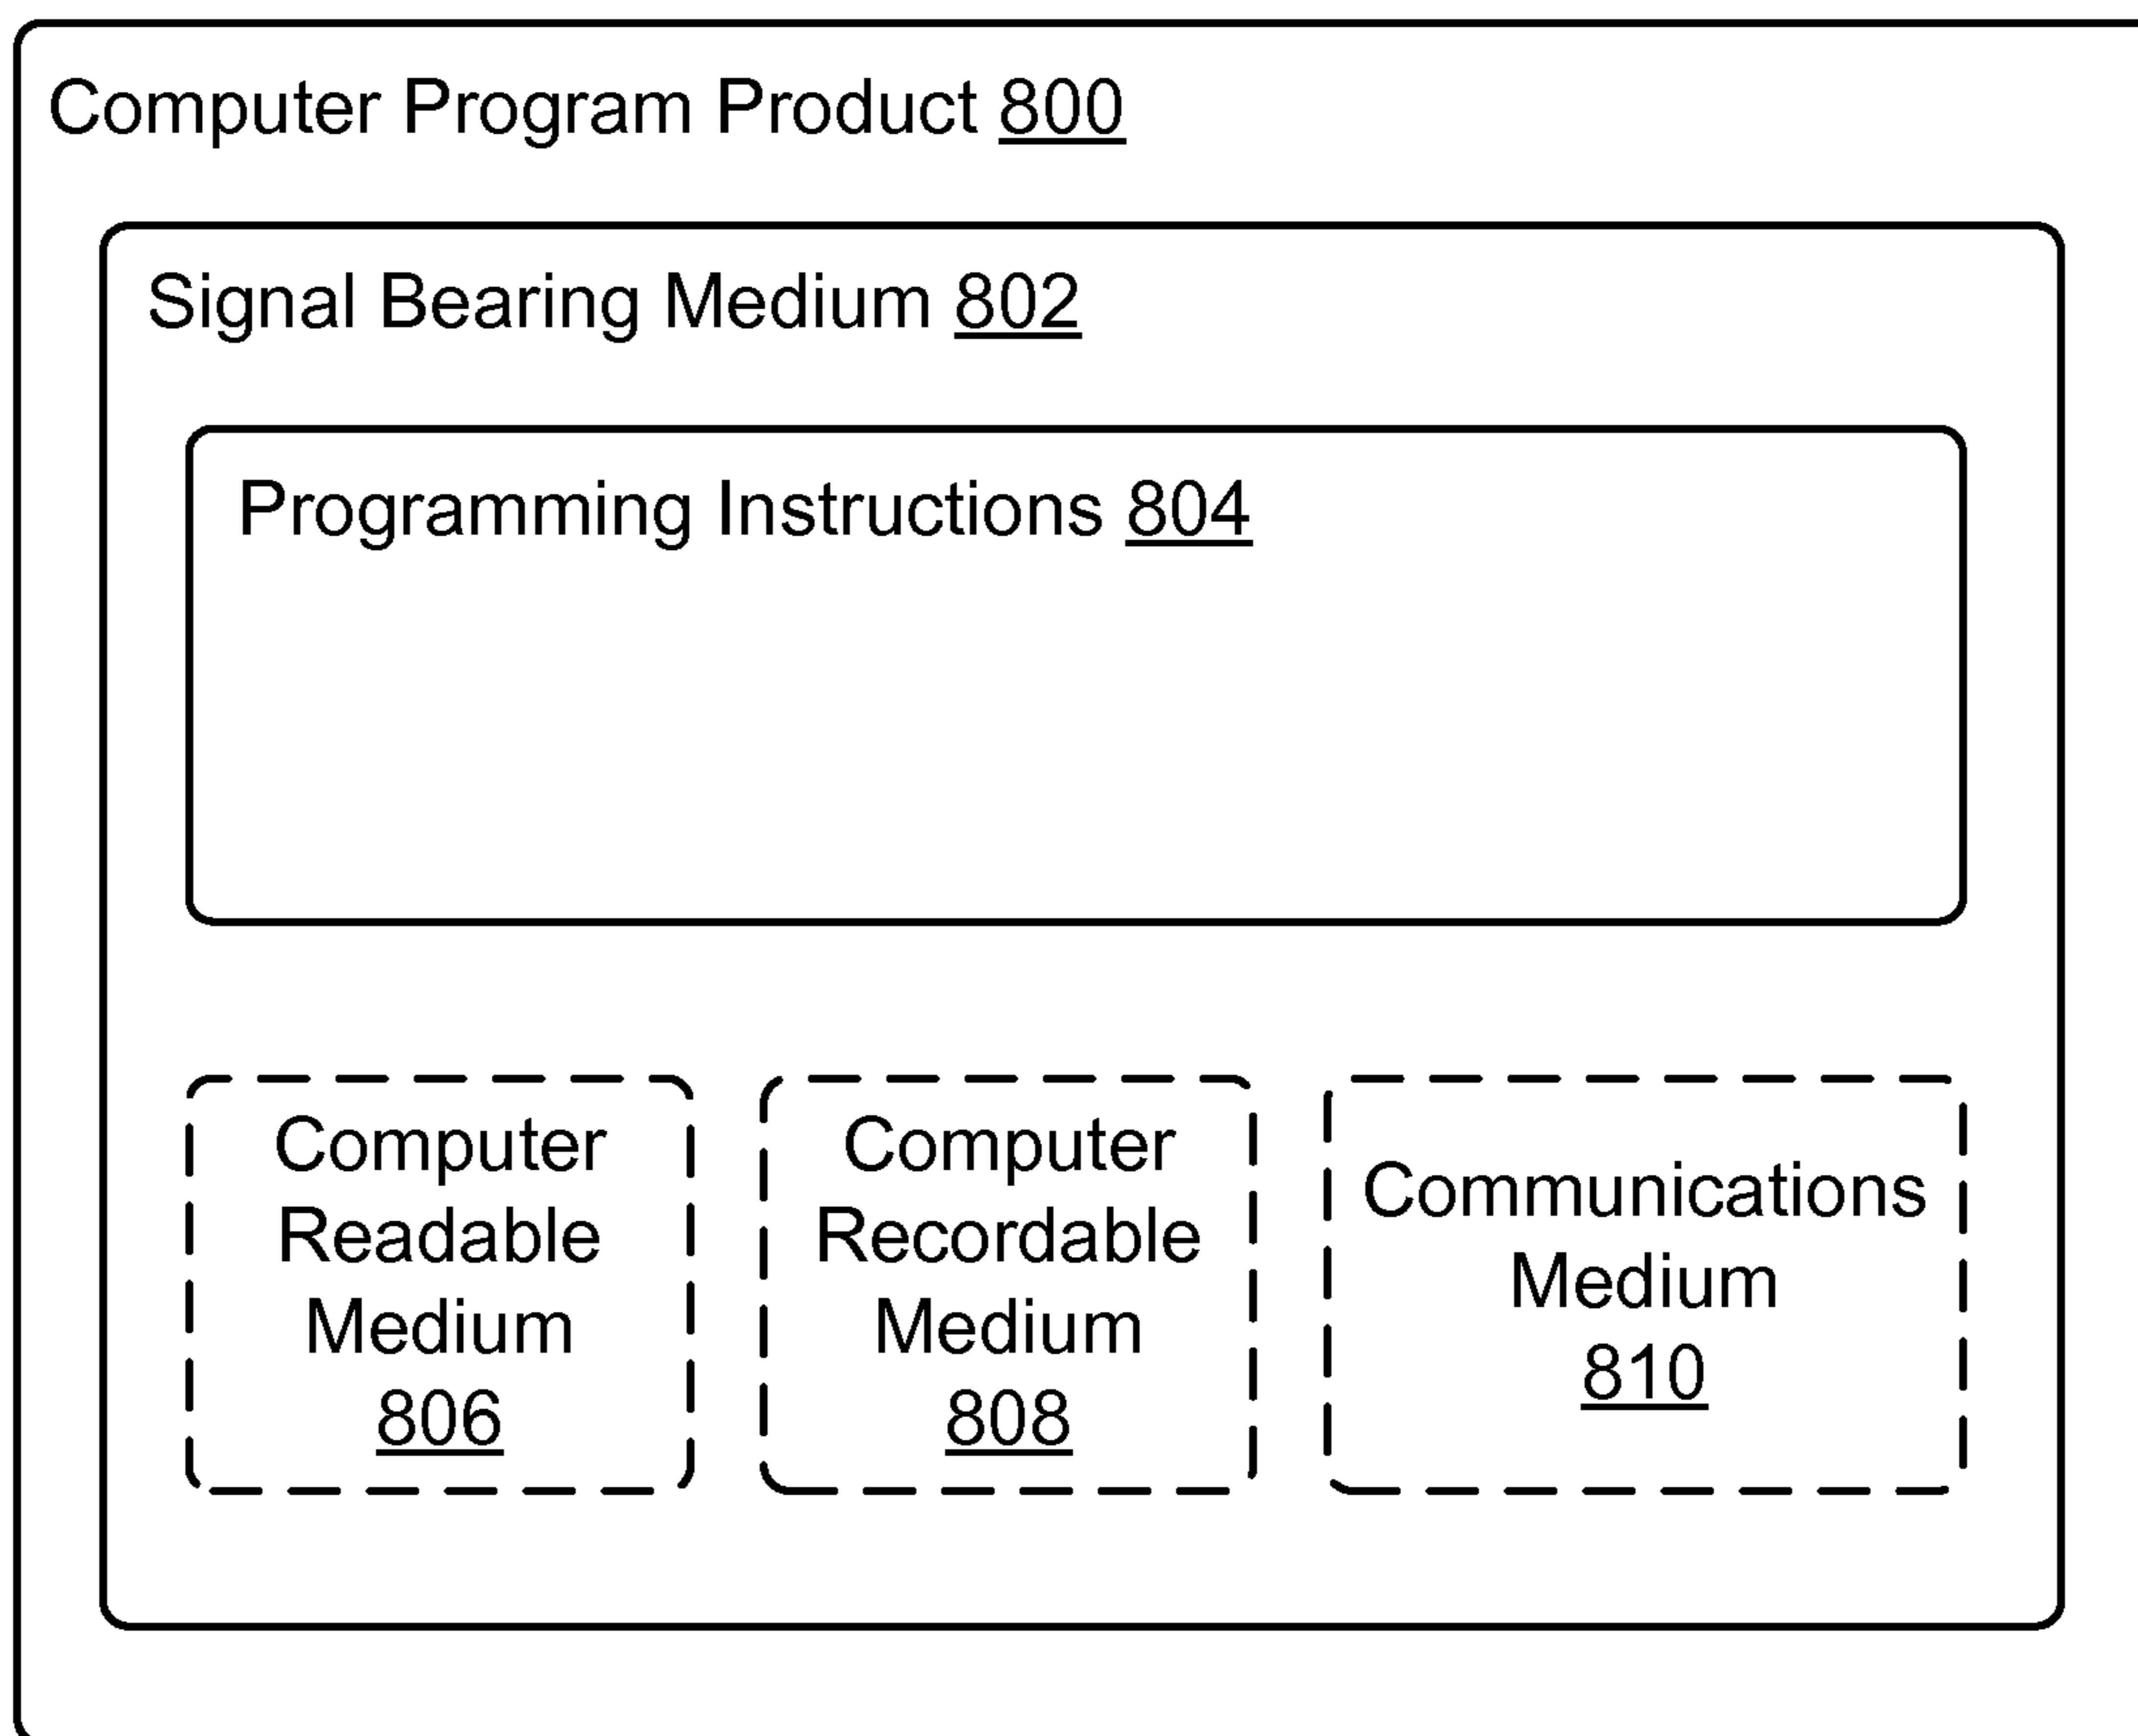 Computer Program Product 800
Signal Bearing Medium 802
Programming Instructions 804
Computer
Readable
Medium
806
Computer
Recordable
Medium
808
Communications
Medium
810